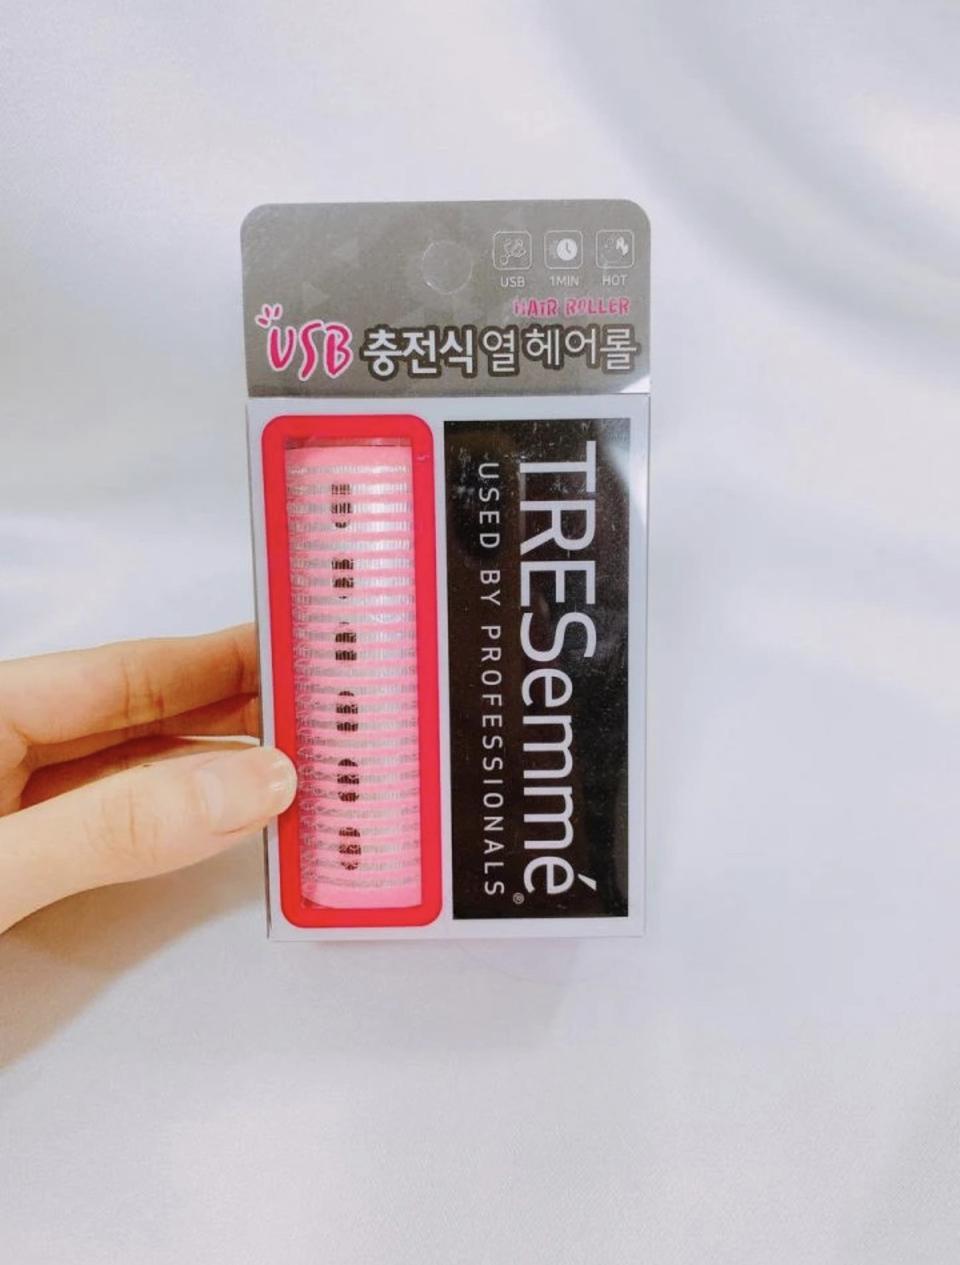 USB 1MIN HOT
HAIR ROLLER
USB 충전식 열 헤어롤
TRESemmé®
USED BY PROFESSIONALS